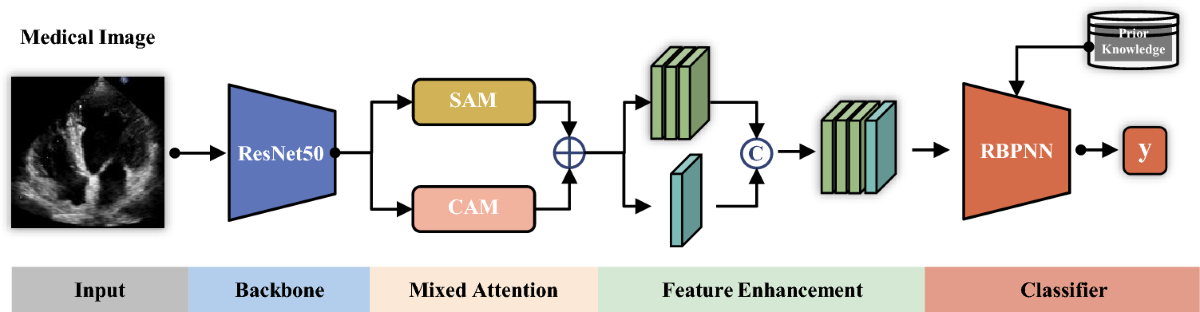 Medical Image
Prior
Knowledge
SAM
ResNet50
CAM
C
RBPNN
y
Input
Backbone
Mixed Attention
Feature Enhancement
Classifier